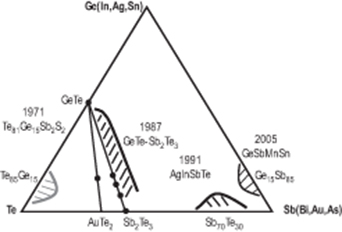 Ge(In,Ag,Sn)
GeTe
1971
Te₈₁Ge₁₅Sb₂S₂
1987
GeTe-Sb₂Te₃
2005
GeSbMnSn
1991
AgInSbTe
Te₈₅Ge₁₅
Ge₁₅Sb₈₅
Te
AuTe₂
Sb₂Te₃
Sb₇₀Te₃₀
Sb(Bi,Au,As)